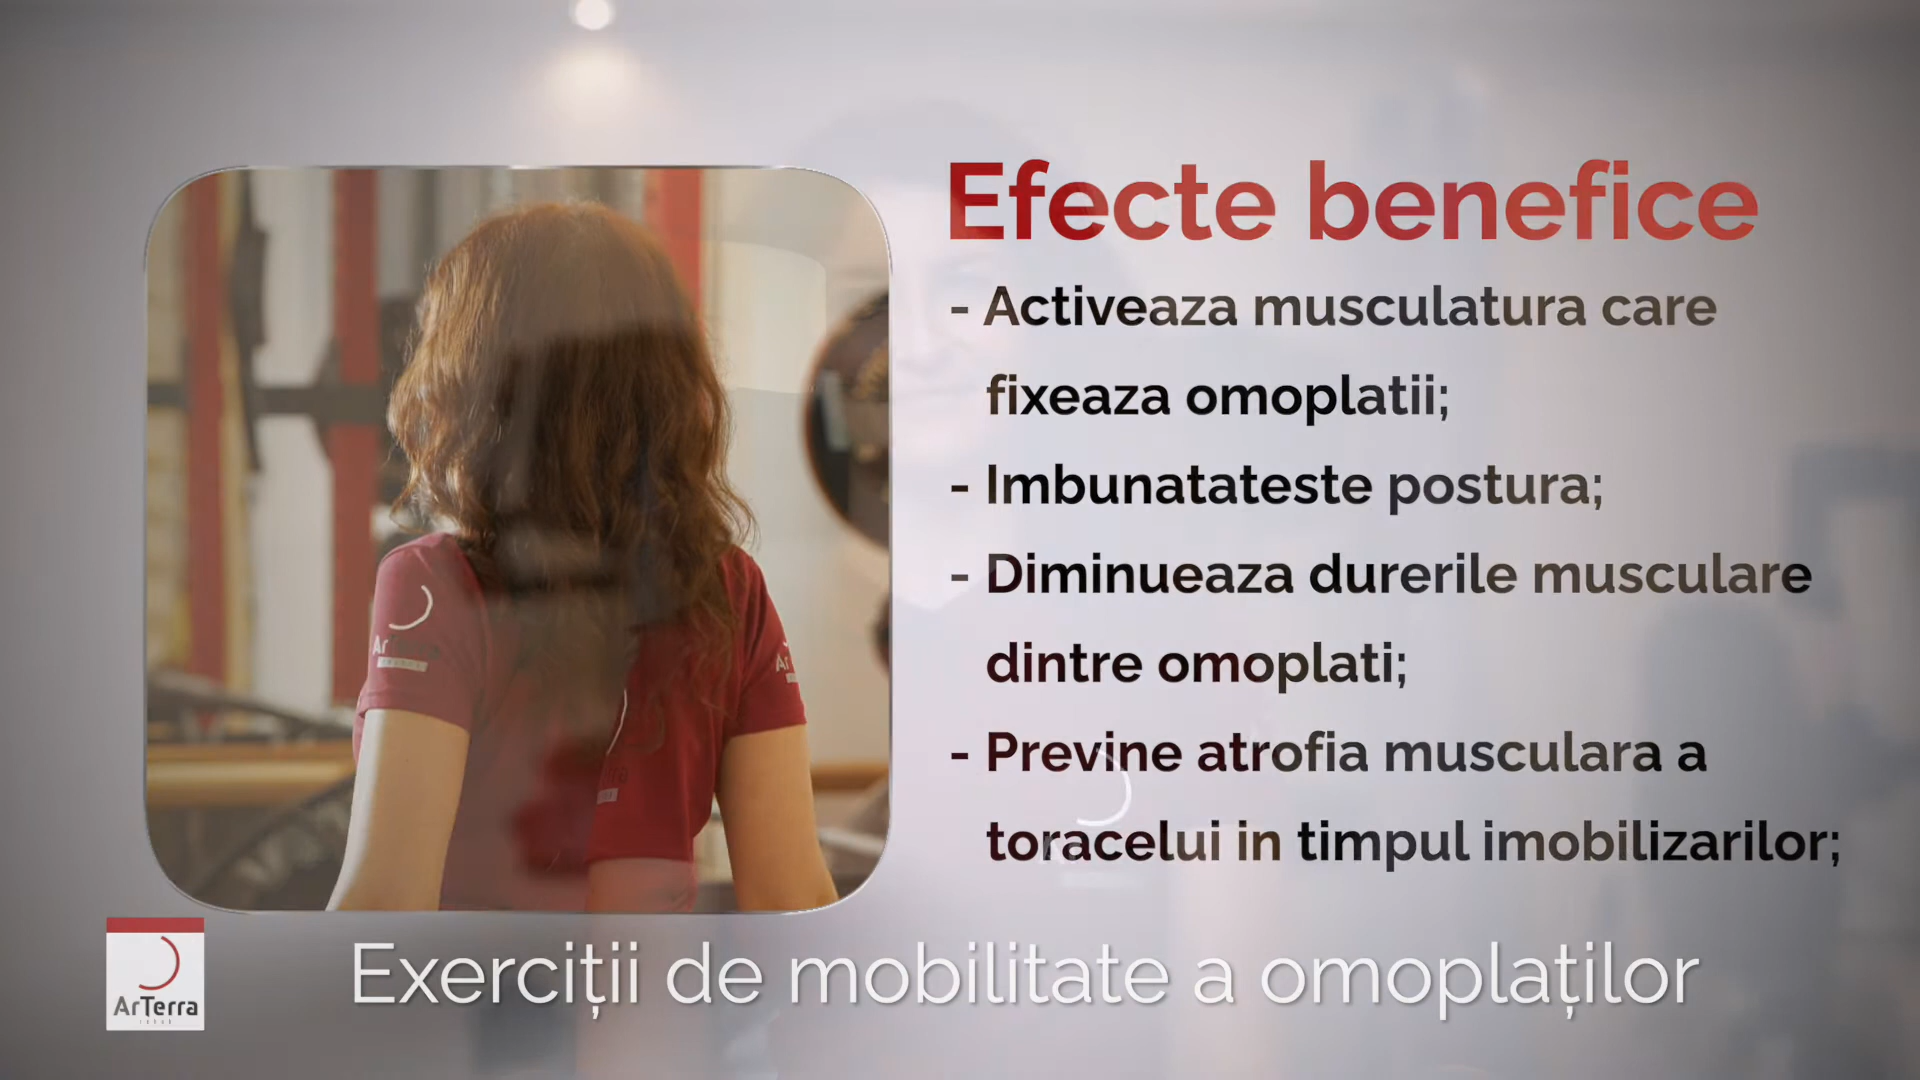 Efecte benefice
- Activeaza musculatura care
fixeaza omoplatii;
- Imbunatateste postura;
- Diminueaza durerile musculare
dintre omoplati;
- Previne atrofia musculara a
toracelui in timpul imobilizarilor;
ArTerra
Exerciții de mobilitate a omoplaților